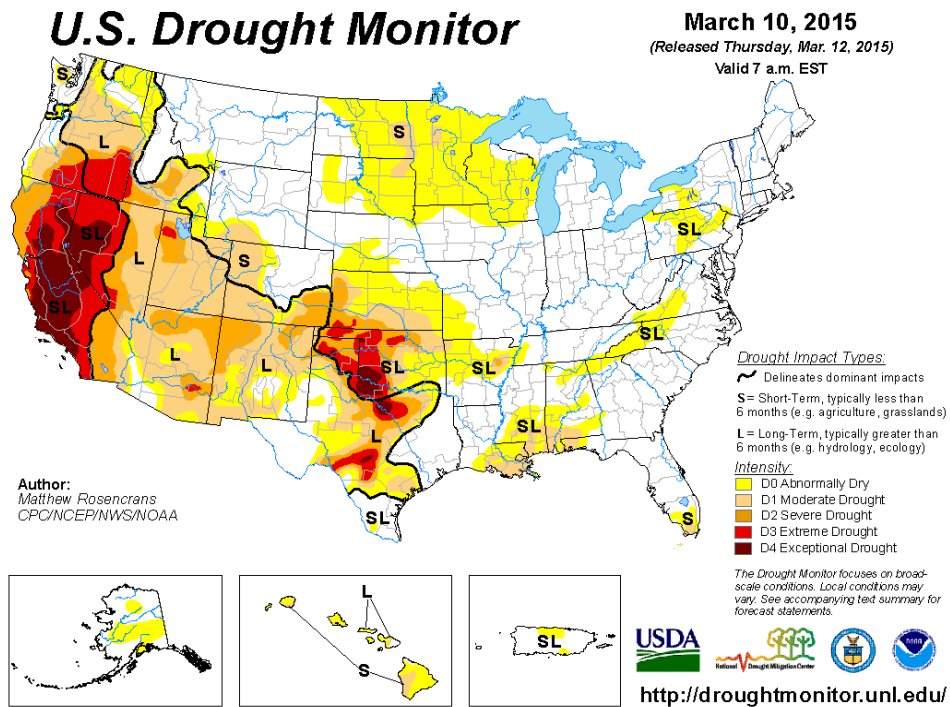 U.S. Drought Monitor
March 10, 2015
(Released Thursday, Mar. 12, 2015)
Valid 7 a.m. EST
S
L
S
SL
SL
L
S
SL
L
L
SL
SL
SL
L
SL
SL
S
Drought Impact Types:
Delineates dominant impacts
S = Short-Term, typically less than
6 months (e.g. agriculture, grasslands)
L = Long-Term, typically greater than
6 months (e.g. hydrology, ecology)
Intensity:
D0 Abnormally Dry
D1 Moderate Drought
D2 Severe Drought
D3 Extreme Drought
D4 Exceptional Drought
Author:
Matthew Rosencrans
CPC/NCEP/NWS/NOAA
The Drought Monitor focuses on broad-
scale conditions. Local conditions may
vary. See accompanying text summary for
forecast statements.
L
S
SL
USDA
National Drought Mitigation Center
NOAA
http://droughtmonitor.unl.edu/